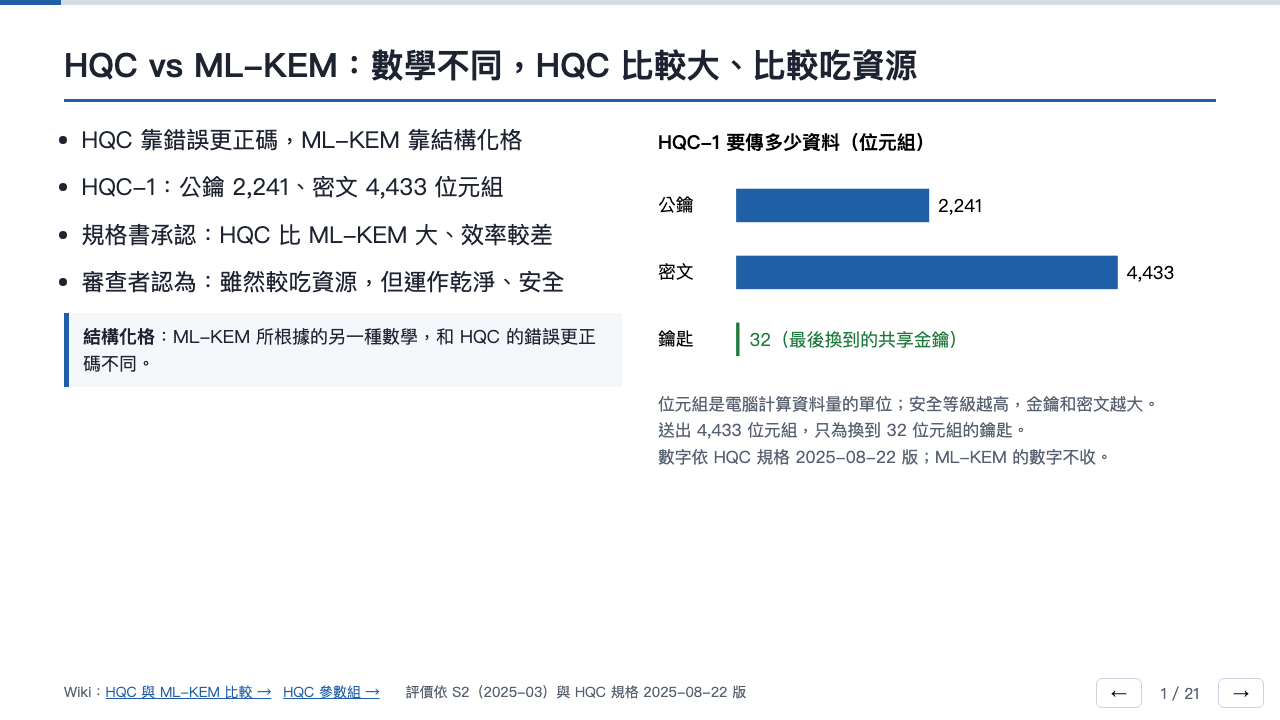 HQC vs ML–KEM：數學不同，HQC 比較大、比較吃資源
• HQC 靠錯誤更正碼，ML–KEM 靠結構化格
• HQC–1：公鑰 2,241、密文 4,433 位元組
• 規格書承認：HQC 比 ML–KEM 大、效率較差
• 審查者認為：雖然較吃資源，但運作乾淨、安全
結構化格：ML–KEM 所根據的另一種數學，和 HQC 的錯誤更正
碼不同。
HQC–1 要傳多少資料（位元組）
公鑰 2,241
密文 4,433
鑰匙 32（最後換到的共享金鑰）
位元組是電腦計算資料量的單位；安全等級越高，金鑰和密文越大。
送出 4,433 位元組，只為換到 32 位元組的鑰匙。
數字依 HQC 規格 2025–08–22 版；ML–KEM 的數字不收。
Wiki：HQC 與 ML–KEM 比較 → HQC 參數組 → 評價依 S2（2025–03）與 HQC 規格 2025–08–22 版
← 1 / 21 →